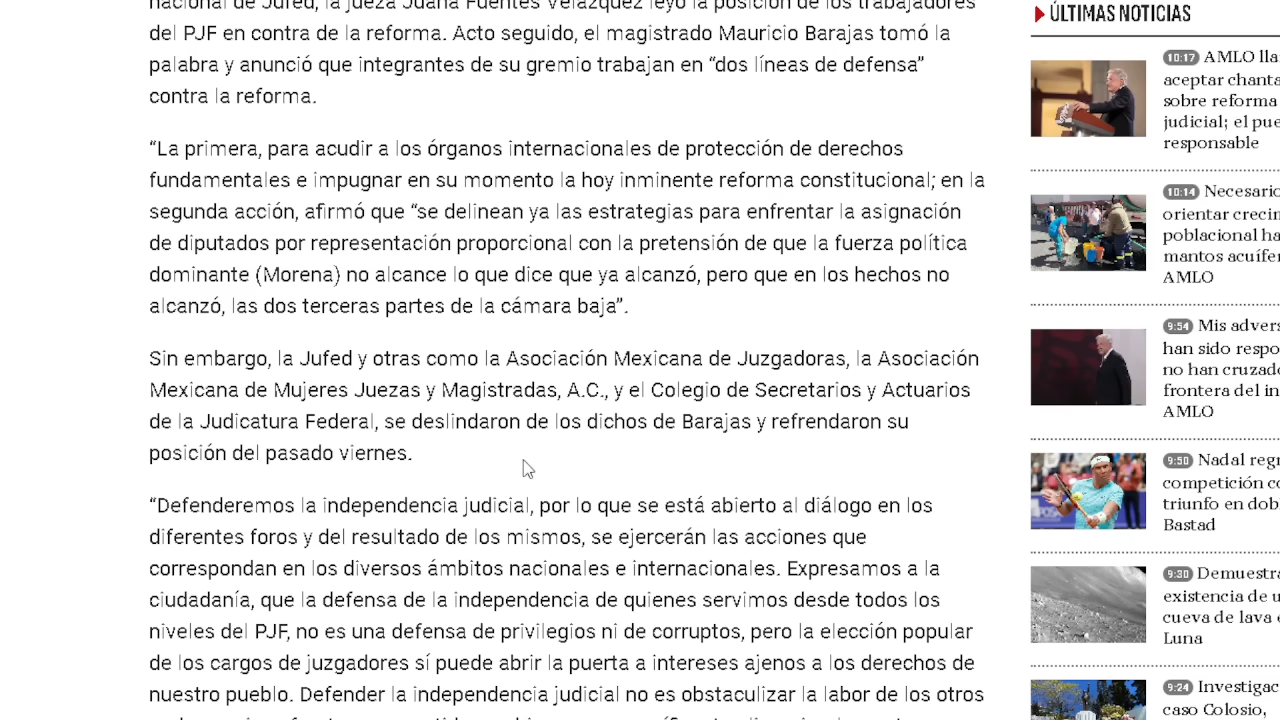 nacional de Jufed, la jueza Juana Fuentes Velázquez leyó la posición de los trabajadores
del PJF en contra de la reforma. Acto seguido, el magistrado Mauricio Barajas tomó la
palabra y anunció que integrantes de su gremio trabajan en “dos líneas de defensa”
contra la reforma.
“La primera, para acudir a los órganos internacionales de protección de derechos
fundamentales e impugnar en su momento la hoy inminente reforma constitucional; en la
segunda acción, afirmó que “se delinean ya las estrategias para enfrentar la asignación
de diputados por representación proporcional con la pretensión de que la fuerza política
dominante (Morena) no alcance lo que dice que ya alcanzó, pero que en los hechos no
alcanzó, las dos terceras partes de la cámara baja”.
Sin embargo, la Jufed y otras como la Asociación Mexicana de Juzgadoras, la Asociación
Mexicana de Mujeres Juezas y Magistradas, A.C., y el Colegio de Secretarios y Actuarios
de la Judicatura Federal, se deslindaron de los dichos de Barajas y refrendaron su
posición del pasado viernes.
“Defenderemos la independencia judicial, por lo que se está abierto al diálogo en los
diferentes foros y del resultado de los mismos, se ejercerán las acciones que
correspondan en los diversos ámbitos nacionales e internacionales. Expresamos a la
ciudadanía, que la defensa de la independencia de quienes servimos desde todos los
niveles del PJF, no es una defensa de privilegios ni de corruptos, pero la elección popular
de los cargos de juzgadores sí puede abrir la puerta a intereses ajenos a los derechos de
nuestro pueblo. Defender la independencia judicial no es obstaculizar la labor de los otros
ÚLTIMAS NOTICIAS
10:17 AMLO lla
aceptar chanta
sobre reforma
judicial; el pue
responsable
10:14 Necesario
orientar crecin
poblacional ha
mantos acuífer
AMLO
9:54 Mis advers
han sido respo
no han cruzado
frontera del in
AMLO
9:50 Nadal regr
competición co
triunfo en dob
Bastad
9:30 Demuestra
existencia de u
cueva de lava e
Luna
9:24 Investigac
caso Colosio,